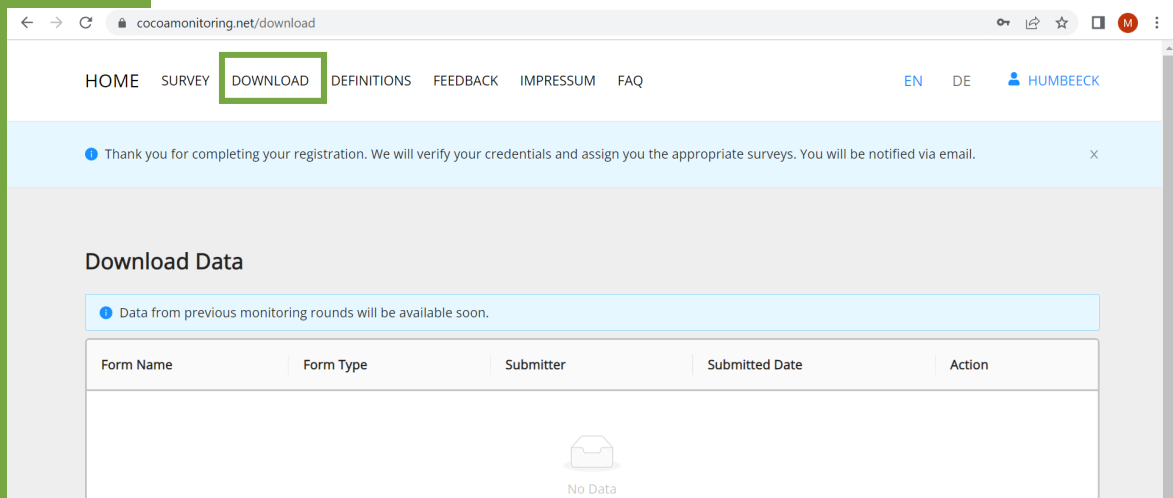 cocoamonitoring.net/download
M
HOME SURVEY DOWNLOAD DEFINITIONS FEEDBACK IMPRESSUM FAQ EN DE HUMBEECK
Thank you for completing your registration. We will verify your credentials and assign you the appropriate surveys. You will be notified via email.
Download Data
Data from previous monitoring rounds will be available soon.
Form Name Form Type Submitter Submitted Date Action
No Data